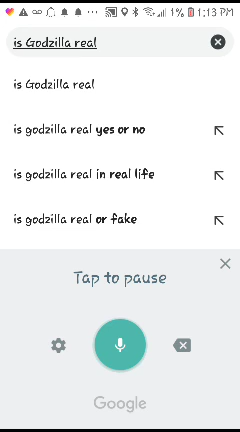 1% 1:13 PM
is Godzilla real
is Godzilla real
is godzilla real yes or no
is godzilla real in real life
is godzilla real or fake
Tap to pause
Google